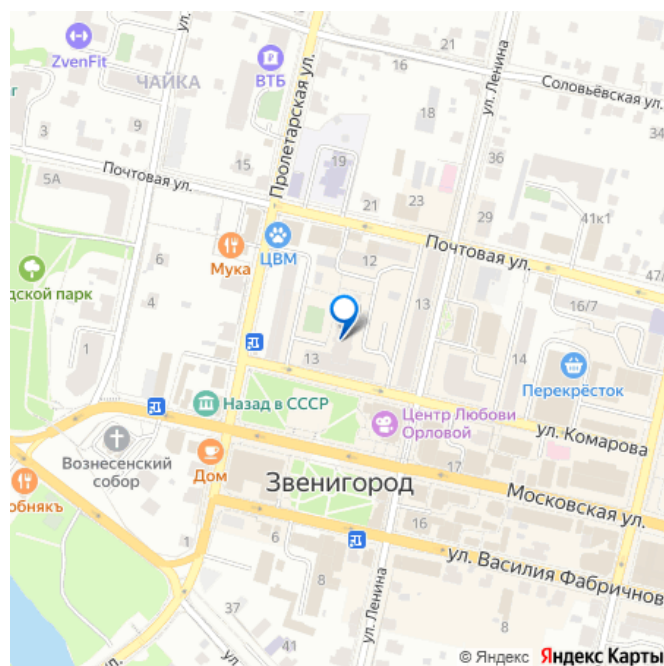 ZvenFit
ЧАЙКА
ВТБ
21
16
Соловьёвская ул.
ул. Ленина
Пролетарская ул.
18
3
9
34
15
19
36
5А
Почтовая ул.
21
23
29
41к1
Почтовая ул.
6
Мука
ЦВМ
12
47/
дской парк
4
13
16/7
1
13
14
Перекрёсток
Назад в СССР
Центр Любови
Орловой
ул. Комарова
Вознесенский
собор
Дом
17
Звенигород
Московская ул.
обнякъ
1
6
16
8
ул. Василия Фабричнов
37
41
ул. Ленина
8
ул.
© Яндекс Яндекс Карты